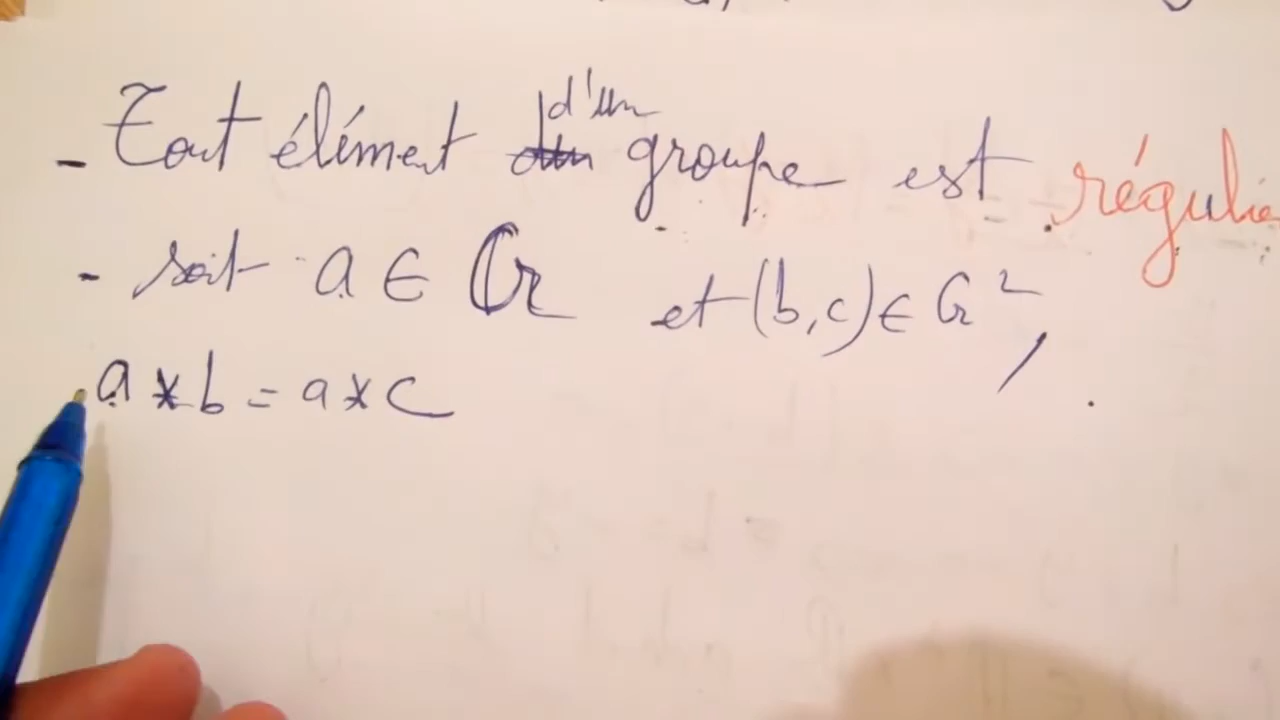 - Tout élément d'un groupe est régulie
- soit a ∈ G et (b,c) ∈ G²,
a * b = a * c